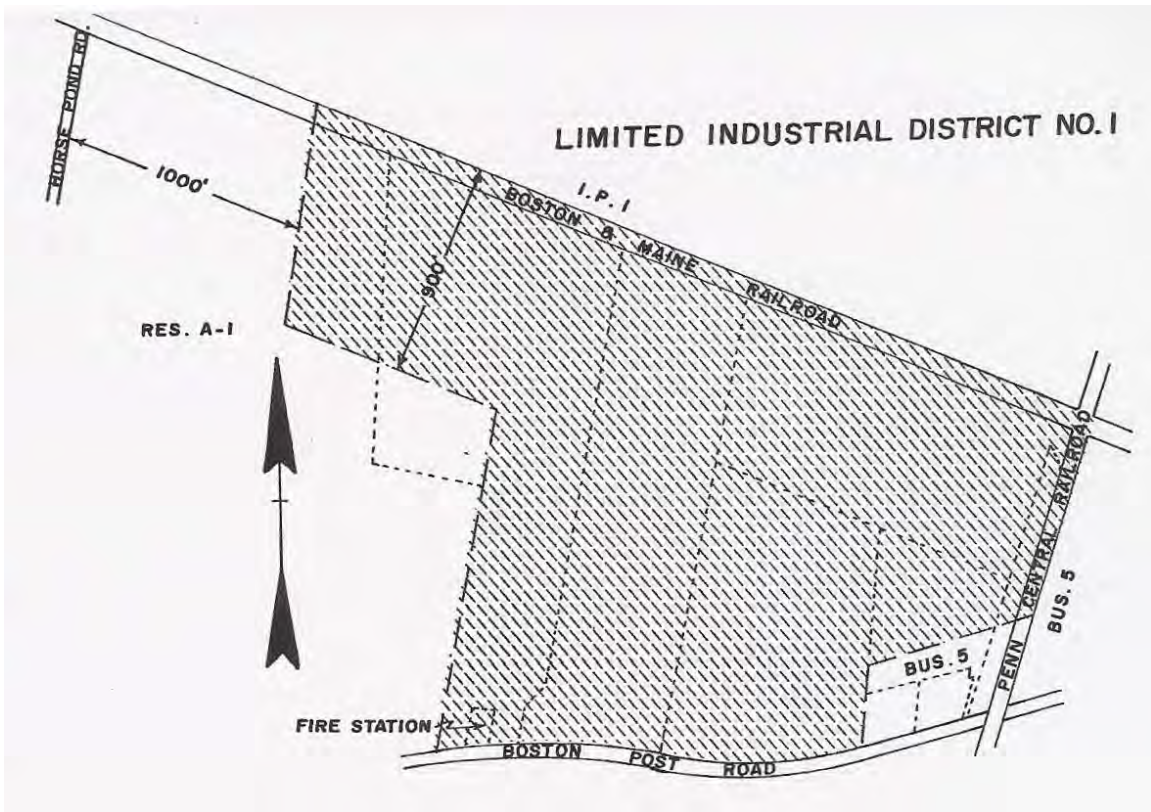 HORSE POND RD.
LIMITED INDUSTRIAL DISTRICT NO. 1
1000'
I. P. I
BOSTON & MAINE RAILROAD
900'
RES. A-1
PENN CENTRAL RAILROAD
BUS. 5
BUS. 5
FIRE STATION
BOSTON POST ROAD